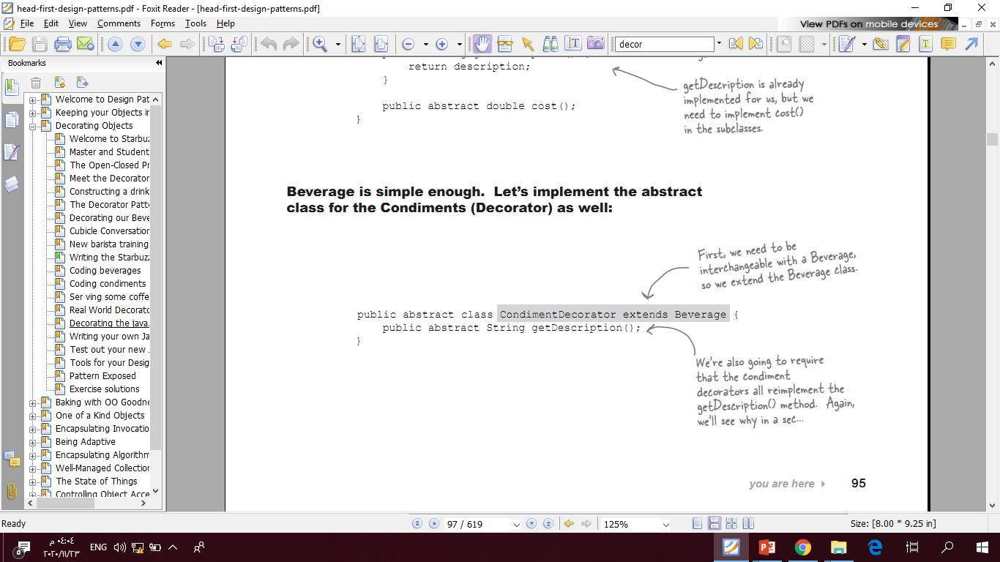 head-first-design-patterns.pdf - Foxit Reader - [head-first-design-patterns.pdf]
File Edit View Comments Forms Tools Help
View PDFs on mobile devices
decor
Bookmarks
Welcome to Design Pat
Keeping your Objects in
Decorating Objects
Welcome to Starbuz
Master and Student
The Open-Closed Pr
Meet the Decorator
Constructing a drink
The Decorator Patte
Decorating our Beve
Cubicle Conversation
New barista training
Writing the Starbuzz
Coding beverages
Coding condiments
Ser ving some coffe
Real World Decorato
Decorating the java.
Writing your own Ja
Test out your new
Tools for your Desig
Pattern Exposed
Exercise solutions
Baking with OO Goodne
One of a Kind Objects
Encapsulating Invocatio
Being Adaptive
Encapsulating Algorithm
Well-Managed Collection
The State of Things
Controlling Object Acce
return description;
}
public abstract double cost();
}
getDescription is already
implemented for us, but we
need to implement cost()
in the subclasses.
Beverage is simple enough. Let's implement the abstract
class for the Condiments (Decorator) as well:
First, we need to be
interchangeable with a Beverage,
so we extend the Beverage class.
public abstract class CondimentDecorator extends Beverage {
public abstract String getDescription();
}
We're also going to require
that the condiment
decorators all reimplement the
getDescription() method. Again,
we'll see why in a sec...
you are here 95
Ready
97 / 619
125%
Size: [8.00 * 9.25 in]
ENG
٠٤:٠٤ م
٢٠٢٠/١١/٢٣